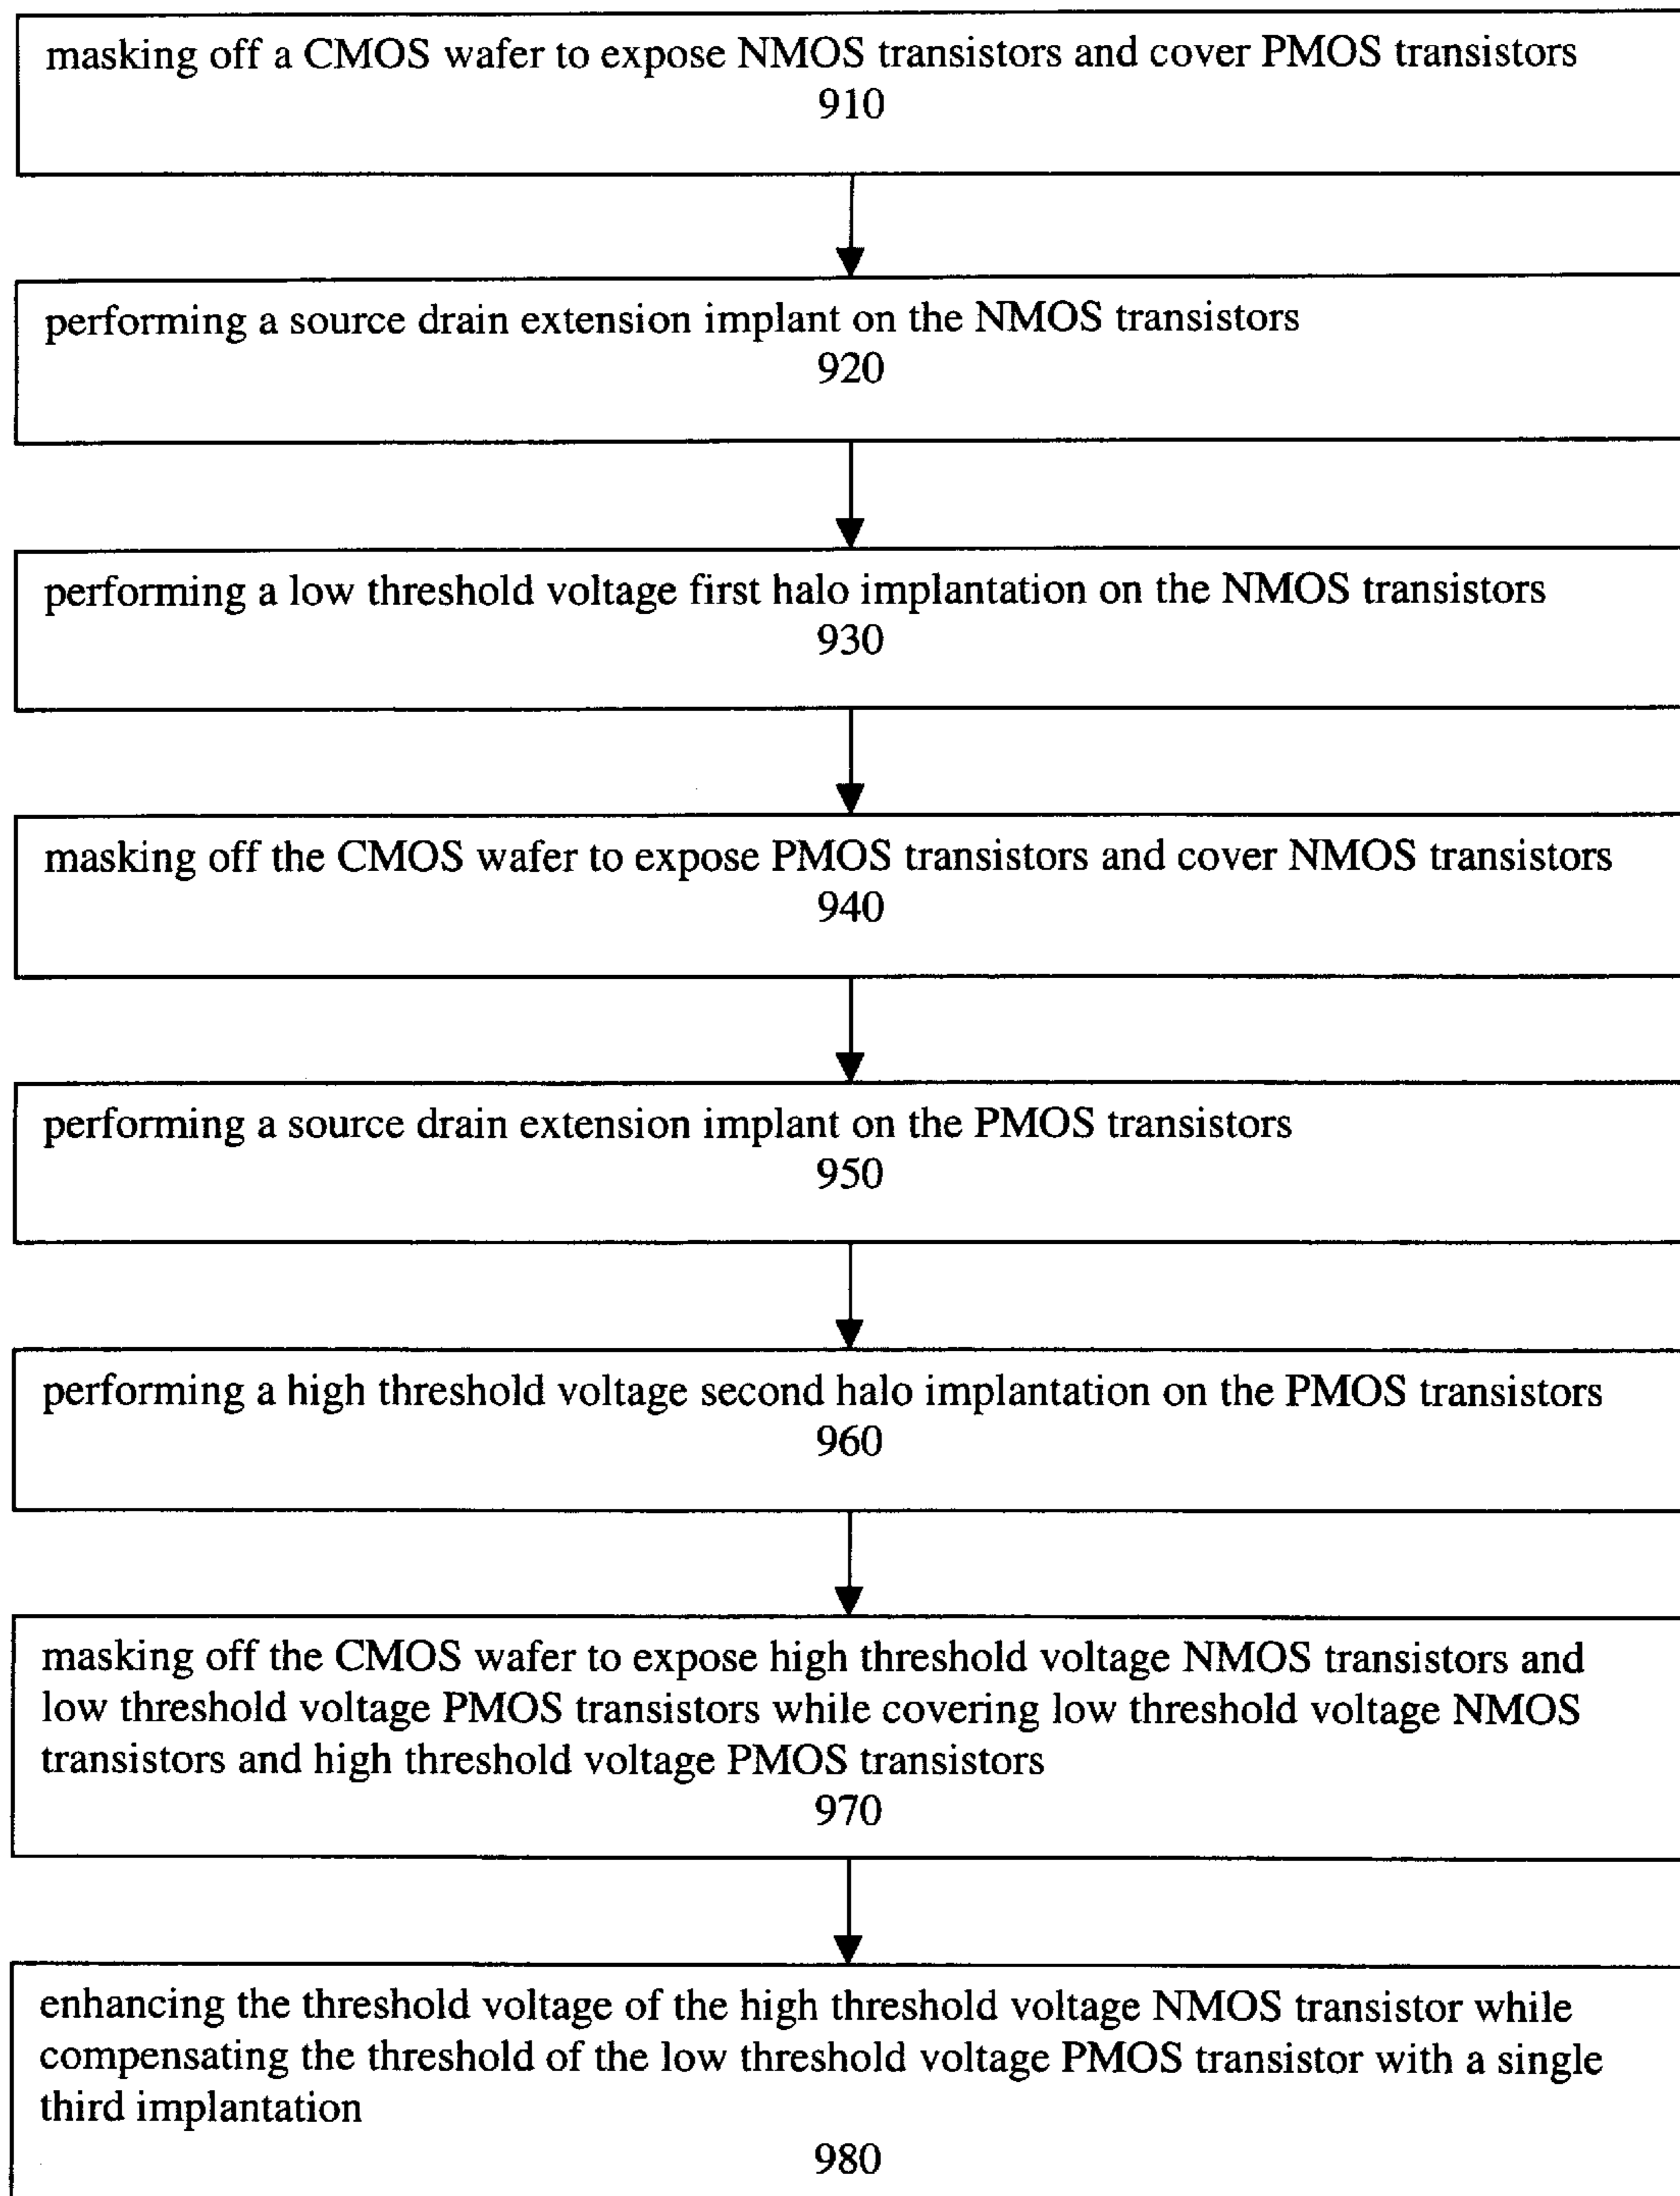 masking off a CMOS wafer to expose NMOS transistors and cover PMOS transistors
910
performing a source drain extension implant on the NMOS transistors
920
performing a low threshold voltage first halo implantation on the NMOS transistors
930
masking off the CMOS wafer to expose PMOS transistors and cover NMOS transistors
940
performing a source drain extension implant on the PMOS transistors
950
performing a high threshold voltage second halo implantation on the PMOS transistors
960
masking off the CMOS wafer to expose high threshold voltage NMOS transistors and
low threshold voltage PMOS transistors while covering low threshold voltage NMOS
transistors and high threshold voltage PMOS transistors
970
enhancing the threshold voltage of the high threshold voltage NMOS transistor while
compensating the threshold of the low threshold voltage PMOS transistor with a single
third implantation
980